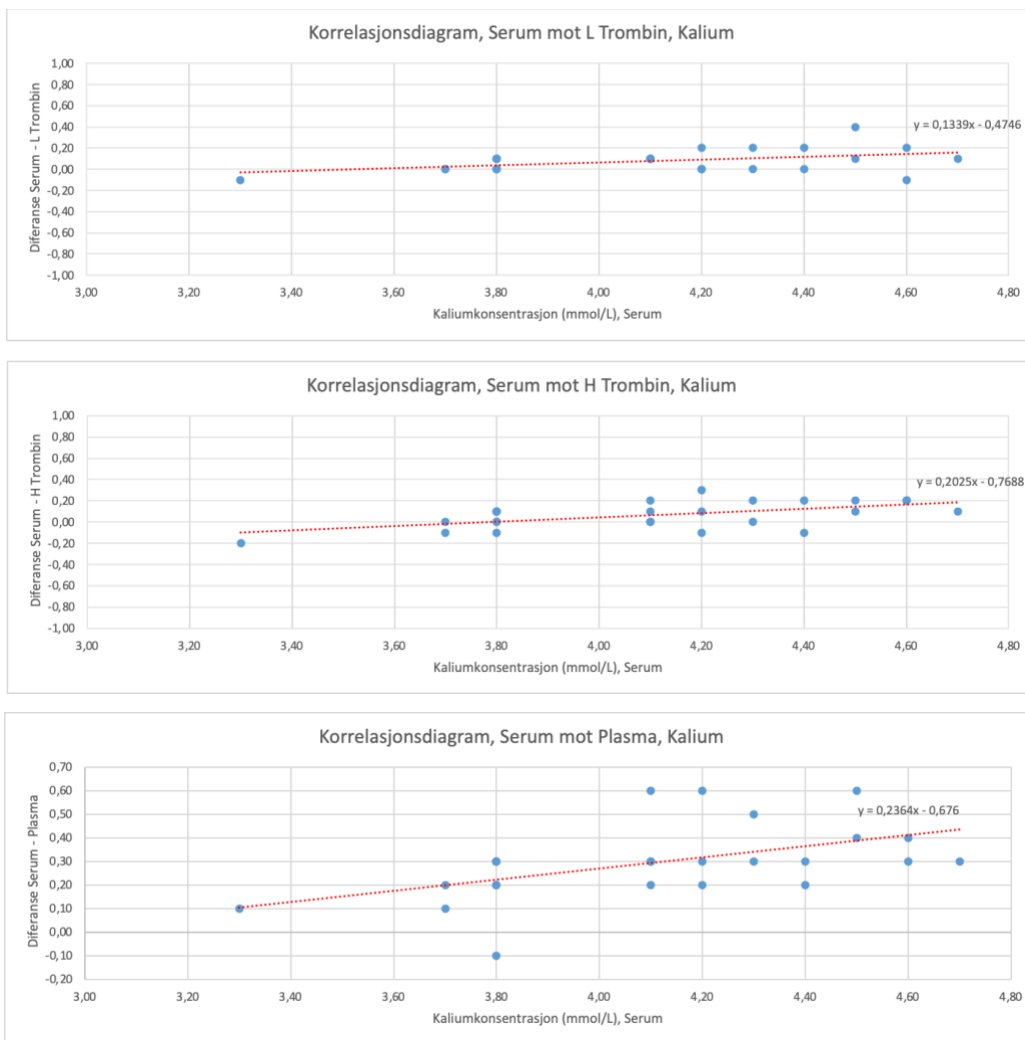 Korrelasjonsdiagram, Serum mot L Trombin, Kalium
Diferanse Serum - L Trombin
1,00
0,80
0,60
0,40
0,20
0,00
-0,20
-0,40
-0,60
-0,80
-1,00
y = 0,1339x - 0,4746
3,00 3,20 3,40 3,60 3,80 4,00 4,20 4,40 4,60 4,80
Kaliumkonsentrasjon (mmol/L), Serum
Korrelasjonsdiagram, Serum mot H Trombin, Kalium
Diferanse Serum - H Trombin
1,00
0,80
0,60
0,40
0,20
0,00
-0,20
-0,40
-0,60
-0,80
-1,00
y = 0,2025x - 0,7688
3,00 3,20 3,40 3,60 3,80 4,00 4,20 4,40 4,60 4,80
Kaliumkonsentrasjon (mmol/L), Serum
Korrelasjonsdiagram, Serum mot Plasma, Kalium
Diferanse Serum - Plasma
0,70
0,60
0,50
0,40
0,30
0,20
0,10
0,00
-0,10
-0,20
y = 0,2364x - 0,676
3,00 3,20 3,40 3,60 3,80 4,00 4,20 4,40 4,60 4,80
Kaliumkonsentrasjon (mmol/L), Serum